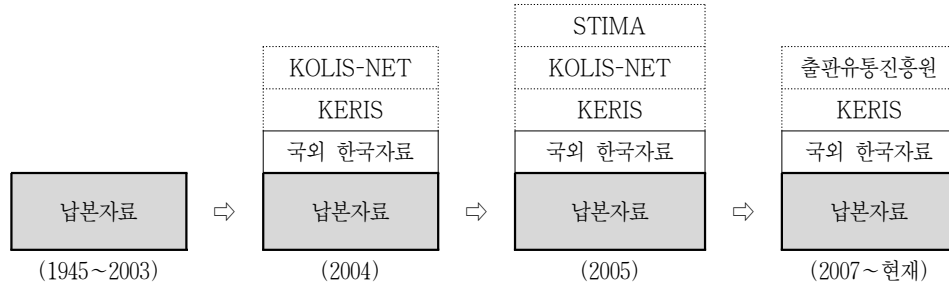 STIMA
KOLIS-NET KOLIS-NET 출판유통진흥원
KERIS KERIS KERIS
국외 한국자료 국외 한국자료 국외 한국자료
납본자료 ⇨ 납본자료 ⇨ 납본자료 ⇨ 납본자료
(1945~2003) (2004) (2005) (2007~현재)